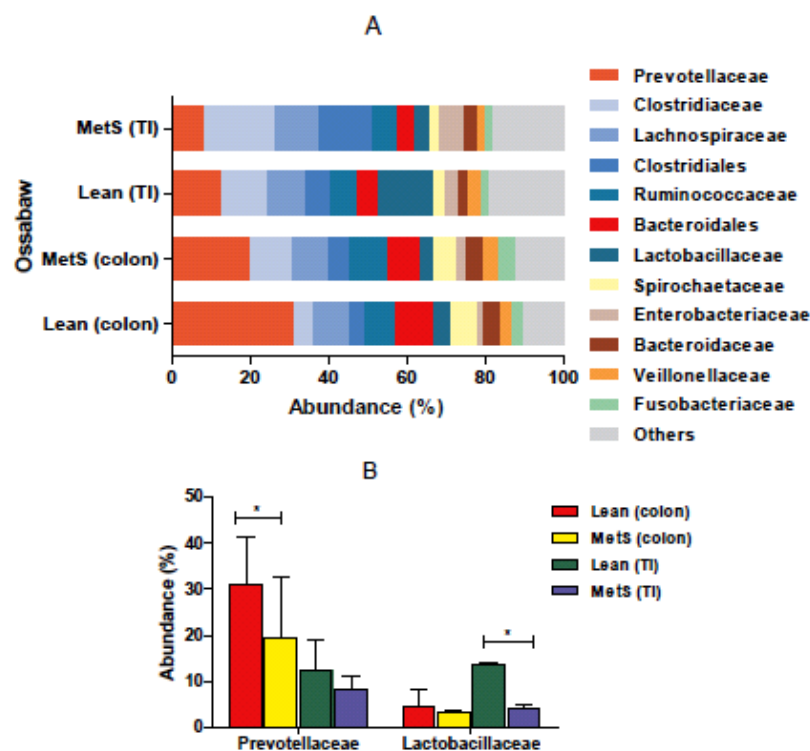 A
Ossabaw
MetS (TI)
Lean (TI)
MetS (colon)
Lean (colon)
0 20 40 60 80 100
Abundance (%)
Prevotellaceae
Clostridiaceae
Lachnospiraceae
Clostridiales
Ruminococcaceae
Bacteroidales
Lactobacillaceae
Spirochaetaceae
Enterobacteriaceae
Bacteroidaceae
Veillonellaceae
Fusobacteriaceae
Others
B
Abundance (%)
50
40
30
20
10
0
*
*
Prevotellaceae Lactobacillaceae
Lean (colon)
MetS (colon)
Lean (TI)
MetS (TI)